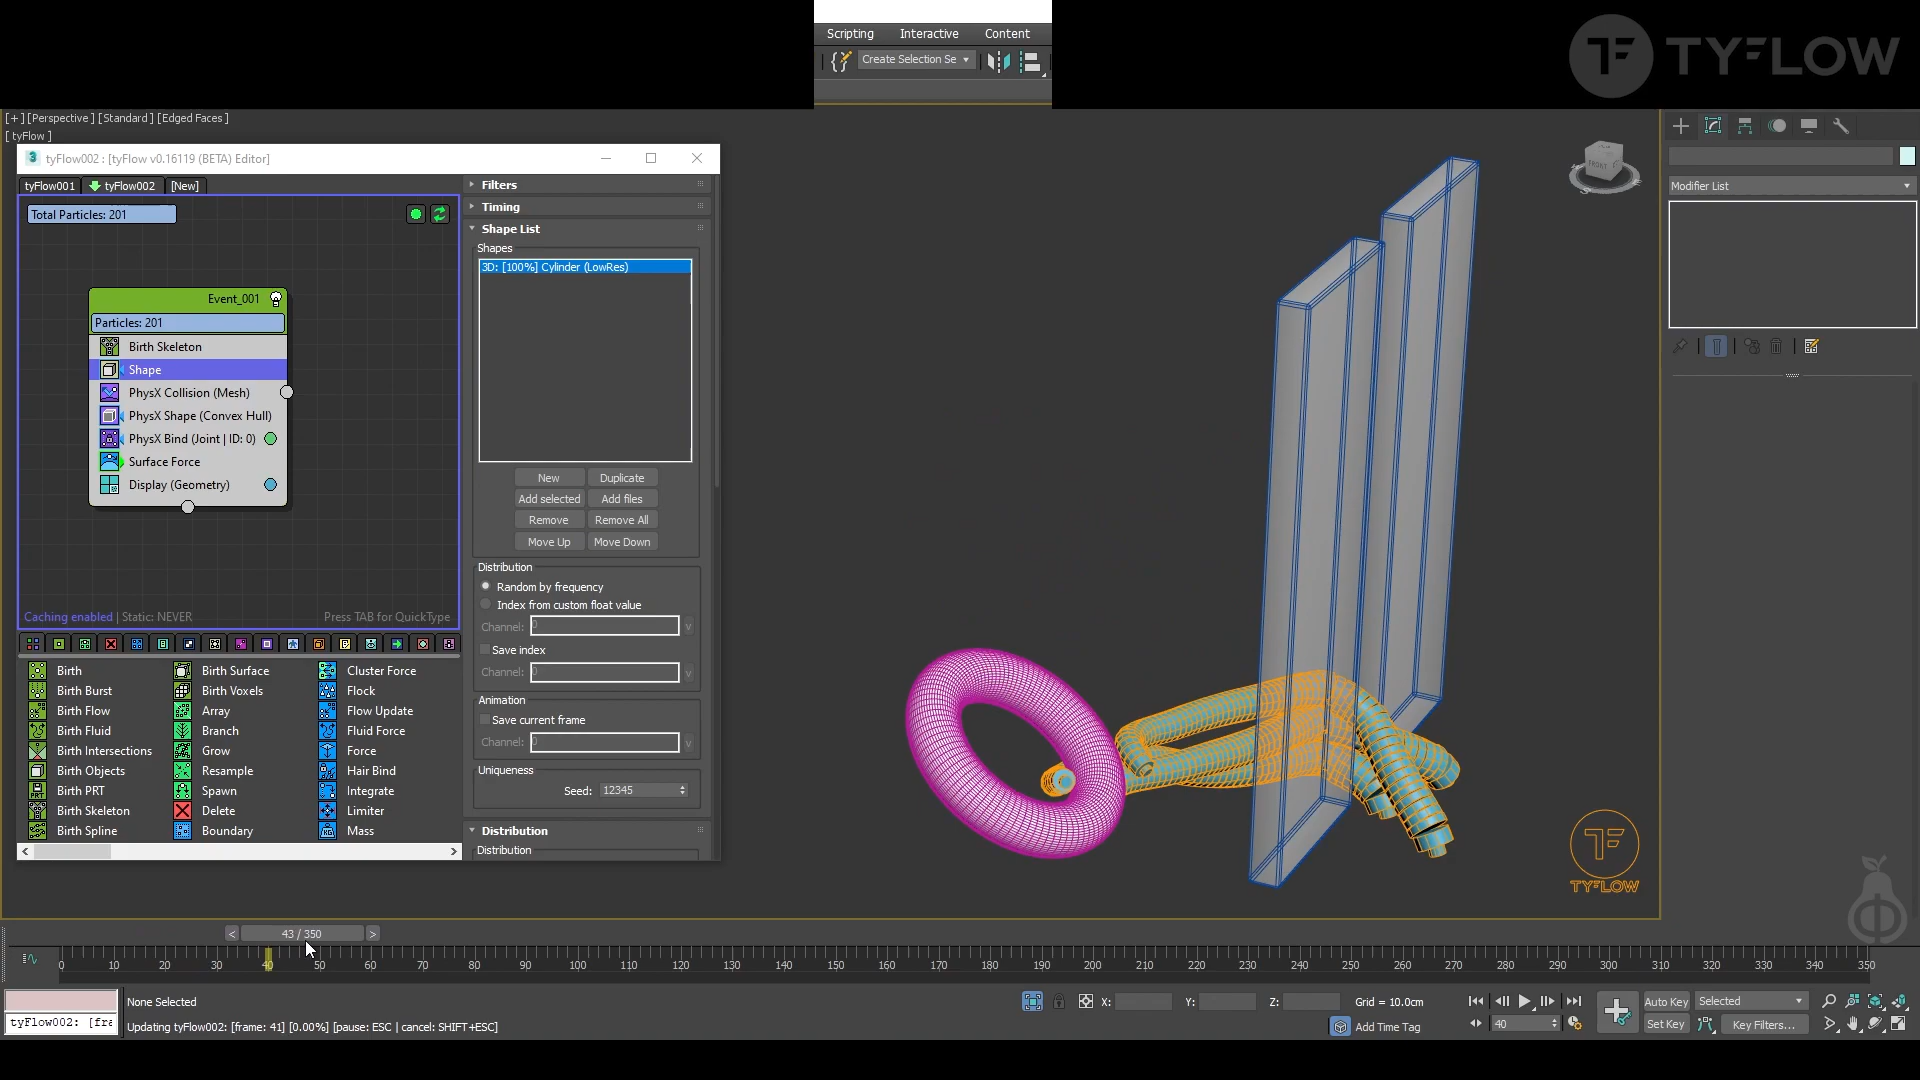 Scripting Interactive Content
Create Selection Se
TYFLOW
[ + ] [Perspective ] [Standard ] [Edged Faces ]
[ tyFlow ]
tyFlow002 : [tyFlow v0.16119 (BETA) Editor]
tyFlow001 tyFlow002 [New]
Total Particles: 201
Event_001
Particles: 201
Birth Skeleton
Shape
PhysX Collision (Mesh)
PhysX Shape (Convex Hull)
PhysX Bind (Joint | ID: 0)
Surface Force
Display (Geometry)
Caching enabled | Static: NEVER Press TAB for QuickType
Birth Birth Surface Cluster Force
Birth Burst Birth Voxels Flock
Birth Flow Array Flow Update
Birth Fluid Branch Fluid Force
Birth Intersections Grow Force
Birth Objects Resample Hair Bind
Birth PRT Spawn Integrate
Birth Skeleton Delete Limiter
Birth Spline Boundary Mass
Filters
Timing
Shape List
Shapes
3D: [100%] Cylinder (LowRes)
New Duplicate
Add selected Add files
Remove Remove All
Move Up Move Down
Distribution
Random by frequency
Index from custom float value
Channel: 0 v
Save index
Channel: 0 v
Animation
Save current frame
Channel: 0 v
Uniqueness
Seed: 12345
Distribution
Distribution
Modifier List
TYFLOW
< 43 / 350 >
0 10 20 30 40 50 60 70 80 90 100 110 120 130 140 150 160 170 180 190 200 210 220 230 240 250 260 270 280 290 300 310 320 330 340 350
None Selected
X: Y: Z: Grid = 10.0cm
Auto Key Selected
tyFlow002: [fra
Updating tyFlow002: [frame: 41] [0.00%] [pause: ESC | cancel: SHIFT+ESC]
Add Time Tag
40
Set Key Key Filters...